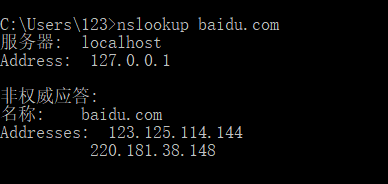 C:\Users\123>nslookup baidu.com
服务器:  localhost
Address:  127.0.0.1

非权威应答:
名称:    baidu.com
Addresses:  123.125.114.144
          220.181.38.148